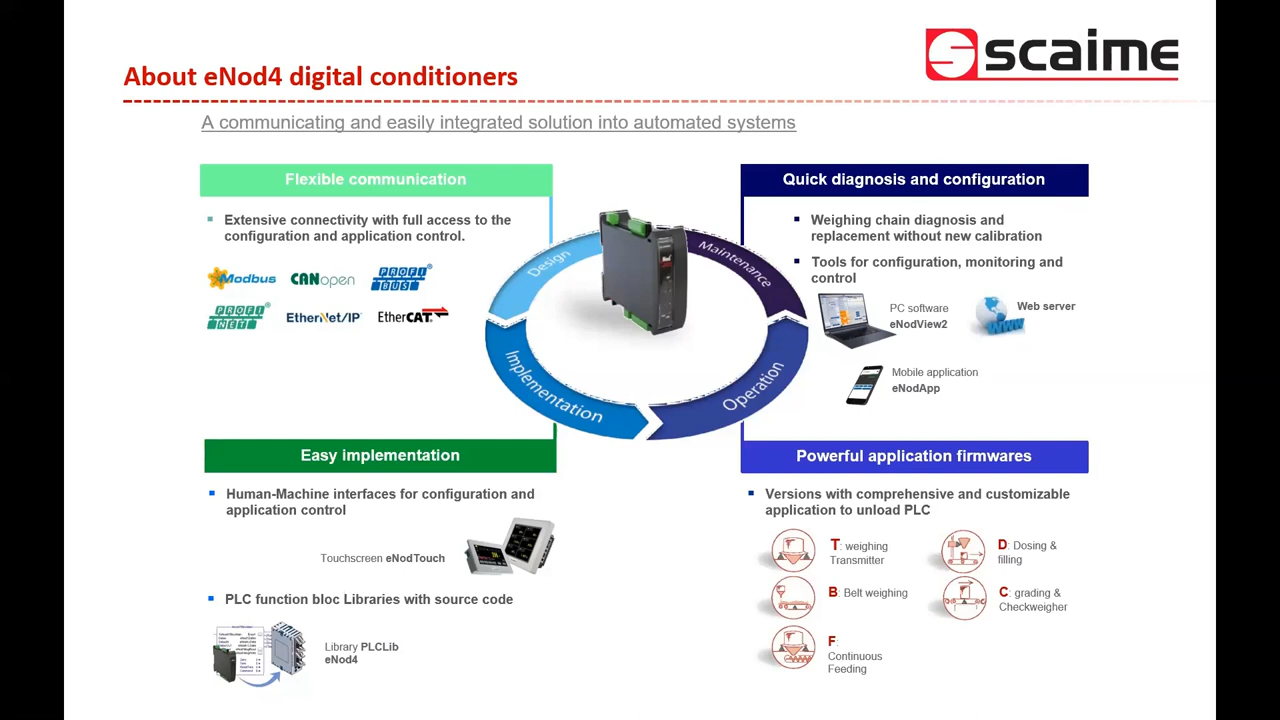 About eNod4 digital conditioners
scaime
A communicating and easily integrated solution into automated systems
Flexible communication
Extensive connectivity with full access to the
configuration and application control.
Modbus
CANopen
PROFI
BUS
PROFI
NET
EtherNet/IP
EtherCAT
Design
Maintenance
Implementation
Operation
Quick diagnosis and configuration
Weighing chain diagnosis and
replacement without new calibration
Tools for configuration, monitoring and
control
PC software
eNodView2
WWW
Web server
Mobile application
eNodApp
Easy implementation
Human-Machine interfaces for configuration and
application control
Touchscreen eNodTouch
PLC function bloc Libraries with source code
Library PLCLib
eNod4
Powerful application firmwares
Versions with comprehensive and customizable
application to unload PLC
T: weighing
Transmitter
D: Dosing &
filling
B: Belt weighing
C: grading &
Checkweigher
F:
Continuous
Feeding